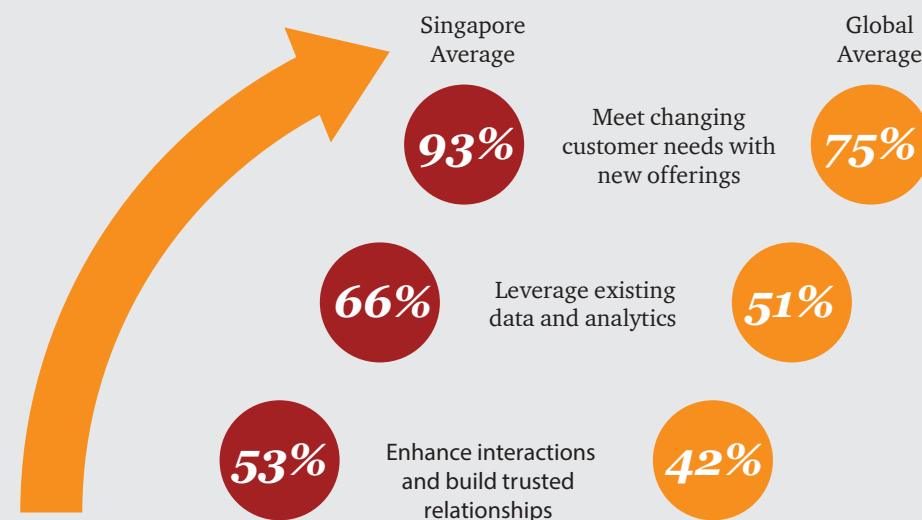 Singapore
Average
Global
Average
93%
Meet changing
customer needs with
new offerings
75%
66%
Leverage existing
data and analytics
51%
53%
Enhance interactions
and build trusted
relationships
42%